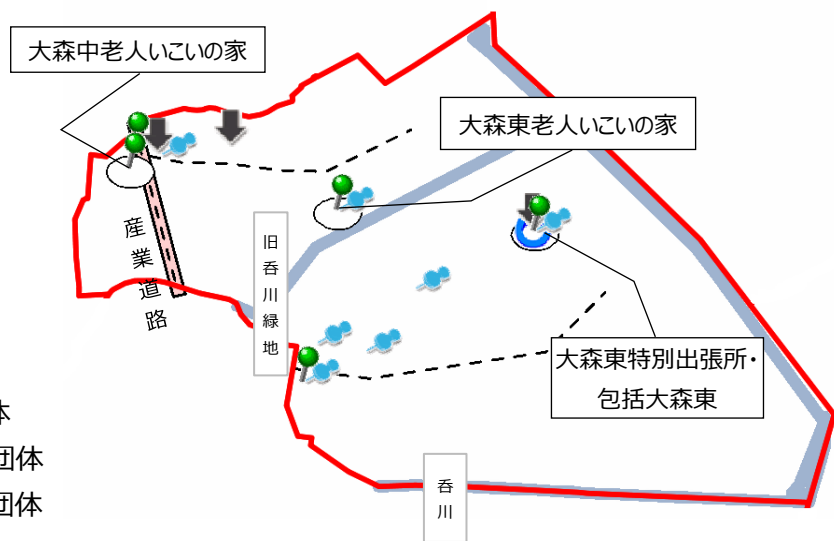 大森中老人いこいの家
大森東老人いこいの家
産業道路
旧呑川緑地
大森東特別出張所・
包括大森東
体
団体
団体
呑川